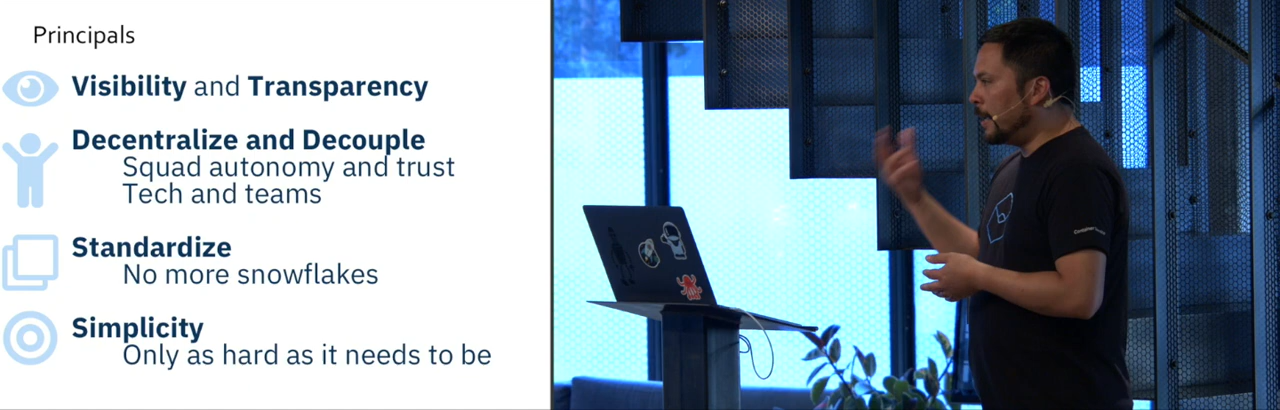 Principals
Visibility and Transparency
Decentralize and Decouple
Squad autonomy and trust
Tech and teams
Standardize
No more snowflakes
Simplicity
Only as hard as it needs to be